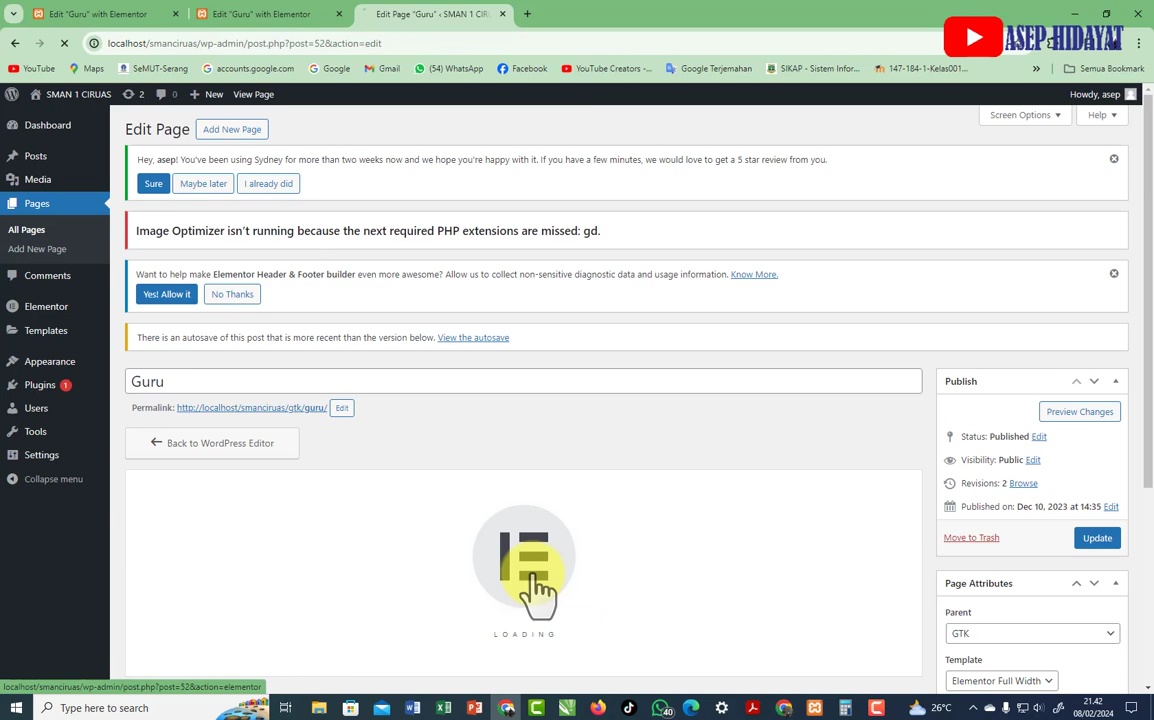 Edit "Guru" with Elementor
Edit "Guru" with Elementor
Edit Page "Guru" ‹ SMAN 1 CIRU
localhost/smanciruas/wp-admin/post.php?post=52&action=edit
ASEP HIDAYAT
YouTube
Maps
SeMUT-Serang
accounts.google.com
Google
Gmail
(54) WhatsApp
Facebook
YouTube Creators -...
Google Terjemahan
SIKAP - Sistem Infor...
147-184-1-Kelas001...
Semua Bookmark
SMAN 1 CIRUAS
2
0
New
View Page
Howdy, asep
Screen Options
Help
Dashboard
Posts
Media
Pages
All Pages
Add New Page
Comments
Elementor
Templates
Appearance
Plugins 1
Users
Tools
Settings
Collapse menu
Edit Page
Add New Page
Hey, asep! You've been using Sydney for more than two weeks now and we hope you're happy with it. If you have a few minutes, we would love to get a 5 star review from you.
Sure
Maybe later
I already did
Image Optimizer isn't running because the next required PHP extensions are missed: gd.
Want to help make Elementor Header & Footer builder even more awesome? Allow us to collect non-sensitive diagnostic data and usage information. Know More.
Yes! Allow it
No Thanks
There is an autosave of this post that is more recent than the version below. View the autosave
Guru
Permalink: http://localhost/smanciruas/gtk/guru/ Edit
Back to WordPress Editor
LOADING
Publish
Preview Changes
Status: Published Edit
Visibility: Public Edit
Revisions: 2 Browse
Published on: Dec 10, 2023 at 14:35 Edit
Move to Trash
Update
Page Attributes
Parent
GTK
Template
Elementor Full Width
localhost/smanciruas/wp-admin/post.php?post=52&action=elementor
Type here to search
40
26°C
21.42
08/02/2024